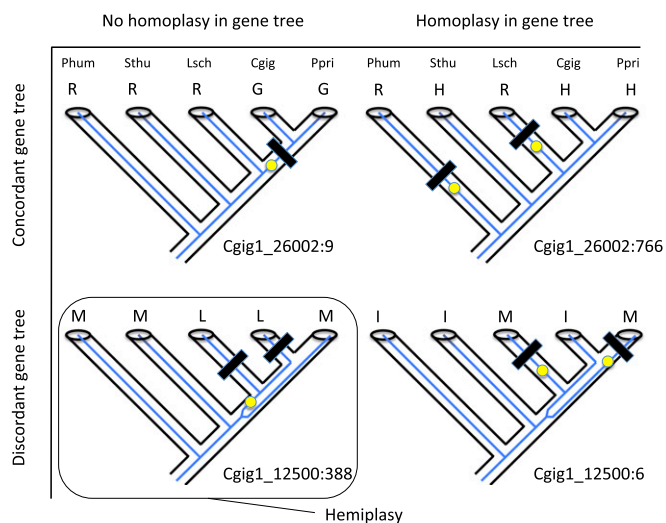 No homoplasy in gene tree
Homoplasy in gene tree
Concordant gene tree
Phum Sthu Lsch Cgig Ppri
R R R G G
Cgig1_26002:9
Phum Sthu Lsch Cgig Ppri
R H R H H
Cgig1_26002:766
Discordant gene tree
M M L L M
Cgig1_12500:388
I I M I M
Cgig1_12500:6
Hemiplasy